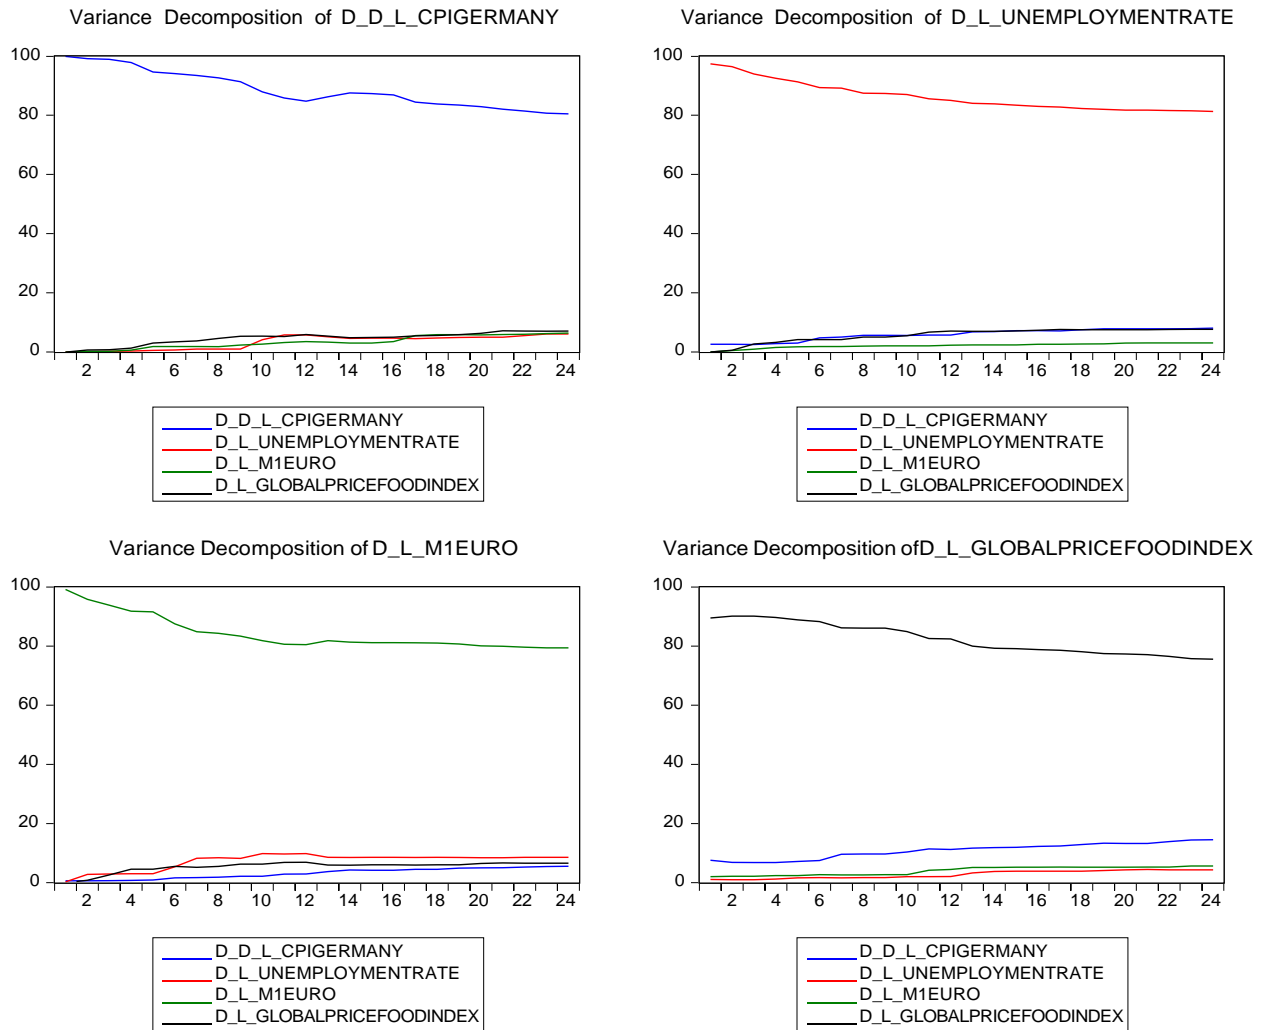 Variance Decomposition of D_D_L_CPIGERMANY
100
80
60
40
20
0
2 4 6 8 10 12 14 16 18 20 22 24
D_D_L_CPIGERMANY
D_L_UNEMPLOYMENTRATE
D_L_M1EURO
D_L_GLOBALPRICEFOODINDEX
Variance Decomposition of D_L_UNEMPLOYMENTRATE
100
80
60
40
20
0
2 4 6 8 10 12 14 16 18 20 22 24
D_D_L_CPIGERMANY
D_L_UNEMPLOYMENTRATE
D_L_M1EURO
D_L_GLOBALPRICEFOODINDEX
Variance Decomposition of D_L_M1EURO
100
80
60
40
20
0
2 4 6 8 10 12 14 16 18 20 22 24
D_D_L_CPIGERMANY
D_L_UNEMPLOYMENTRATE
D_L_M1EURO
D_L_GLOBALPRICEFOODINDEX
Variance Decomposition ofD_L_GLOBALPRICEFOODINDEX
100
80
60
40
20
0
2 4 6 8 10 12 14 16 18 20 22 24
D_D_L_CPIGERMANY
D_L_UNEMPLOYMENTRATE
D_L_M1EURO
D_L_GLOBALPRICEFOODINDEX